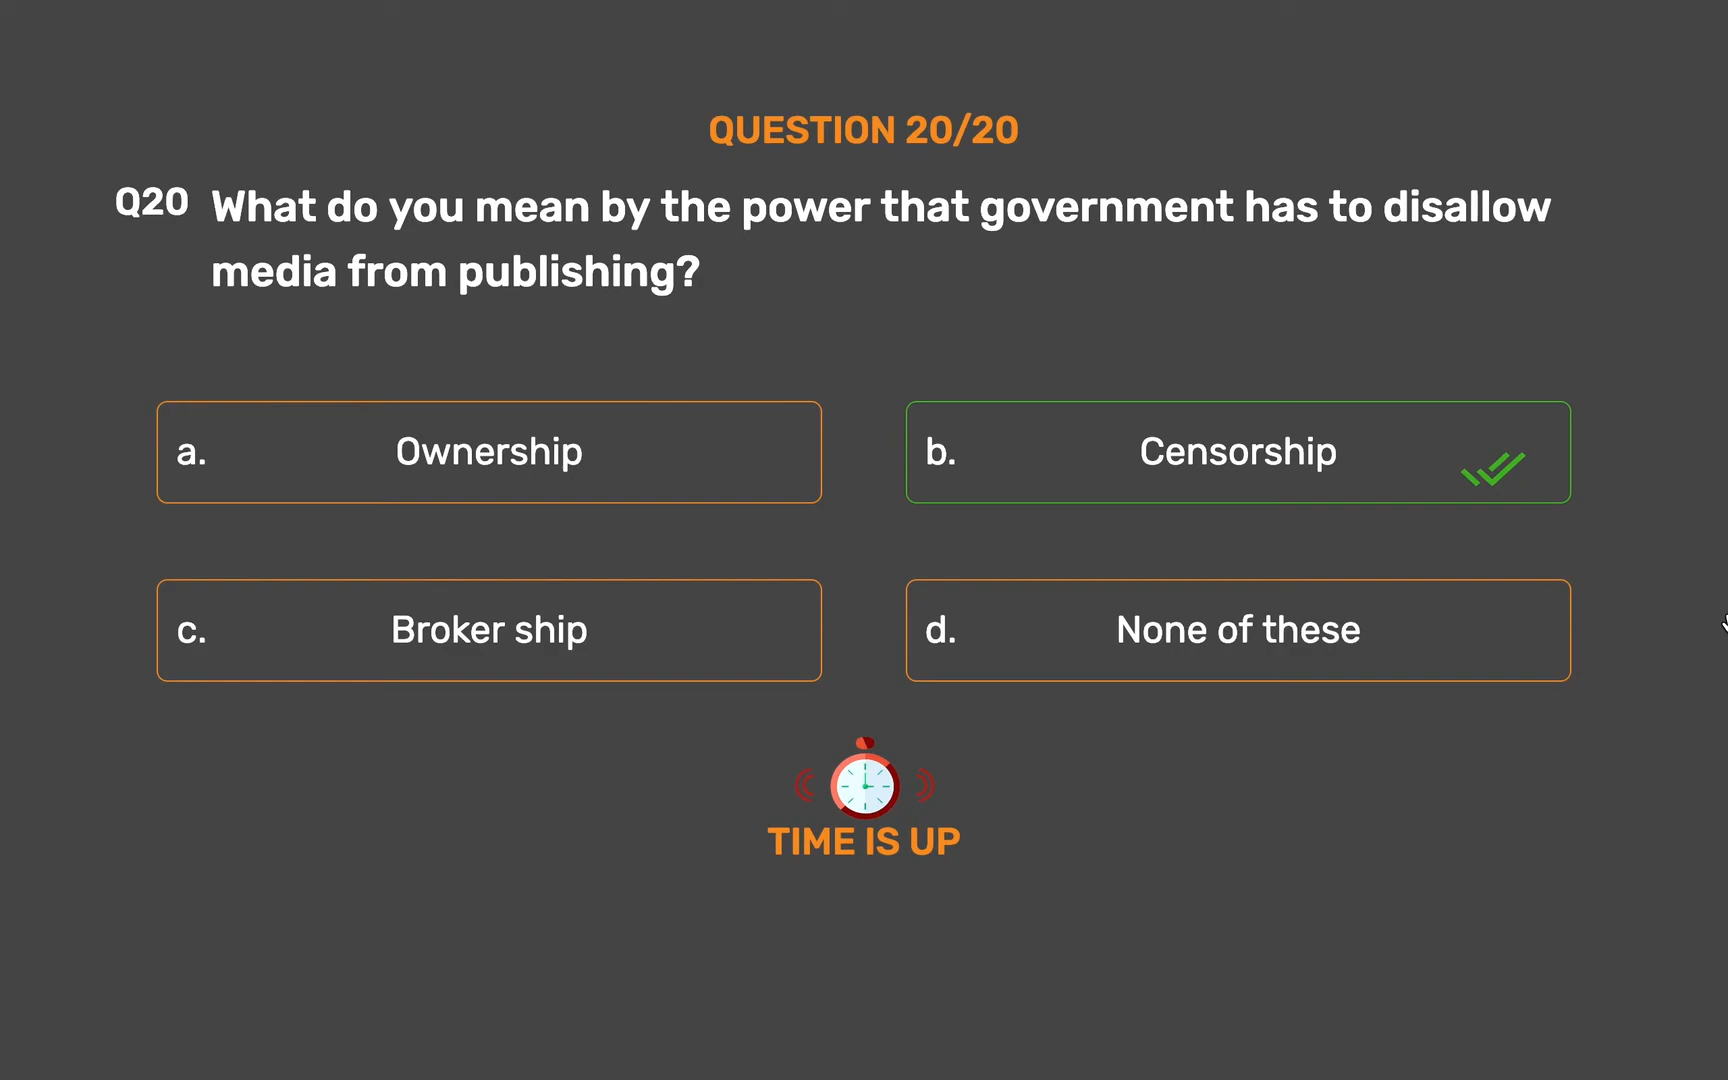 QUESTION 20/20
Q20 What do you mean by the power that government has to disallow
media from publishing?
a. Ownership
b. Censorship
c. Broker ship
d. None of these
TIME IS UP